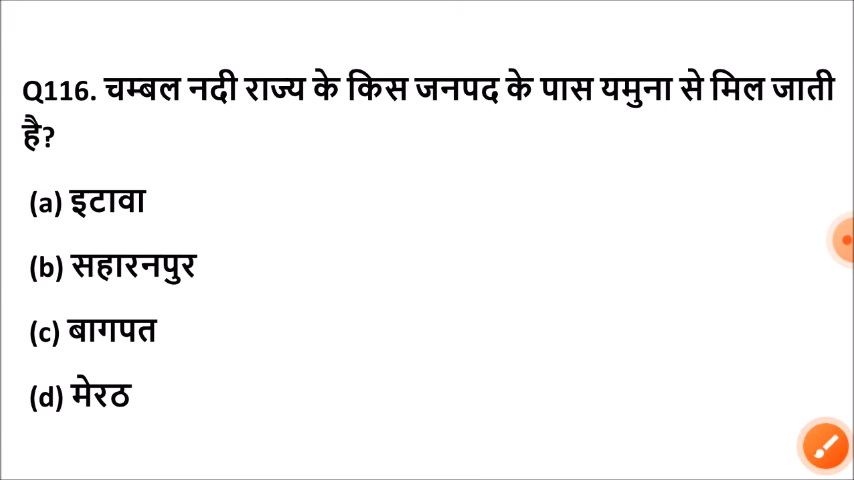 Q116. चम्बल नदी राज्य के किस जनपद के पास यमुना से मिल जाती
है?
(a) इटावा
(b) सहारनपुर
(c) बागपत
(d) मेरठ